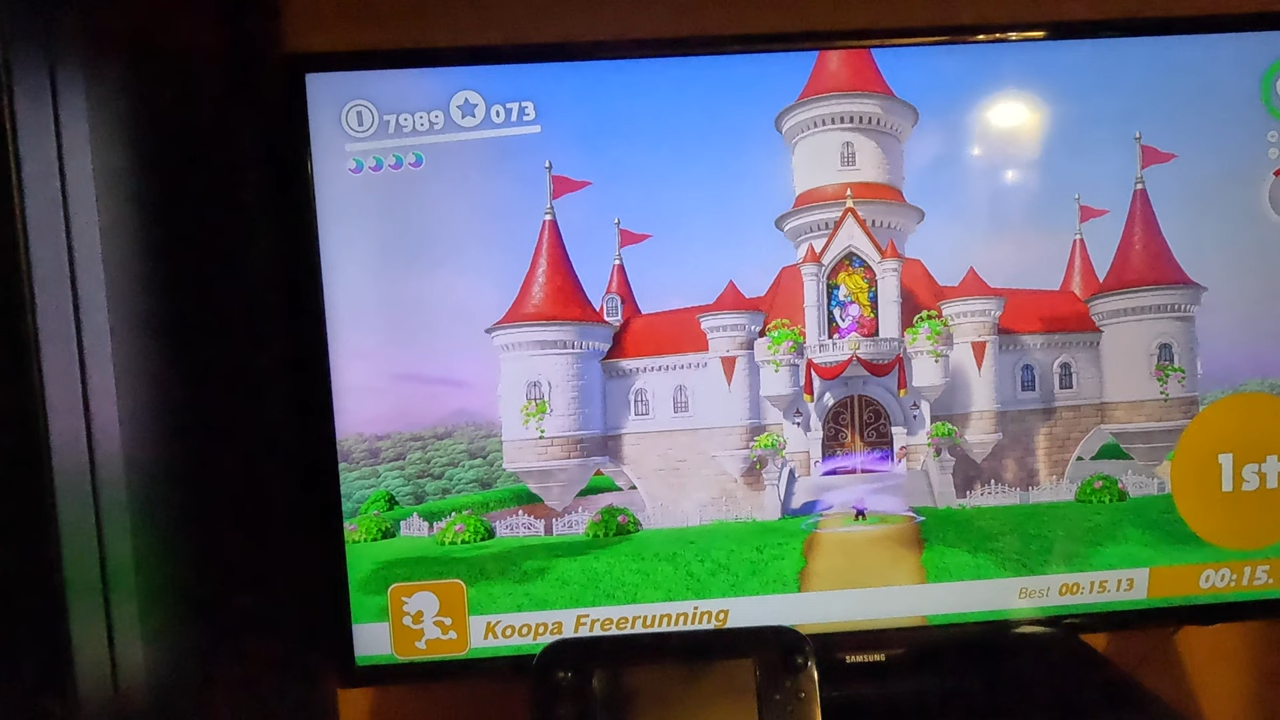 7989 073
1st
Best 00:15.13 00:15.
Koopa Freerunning
SAMSUNG